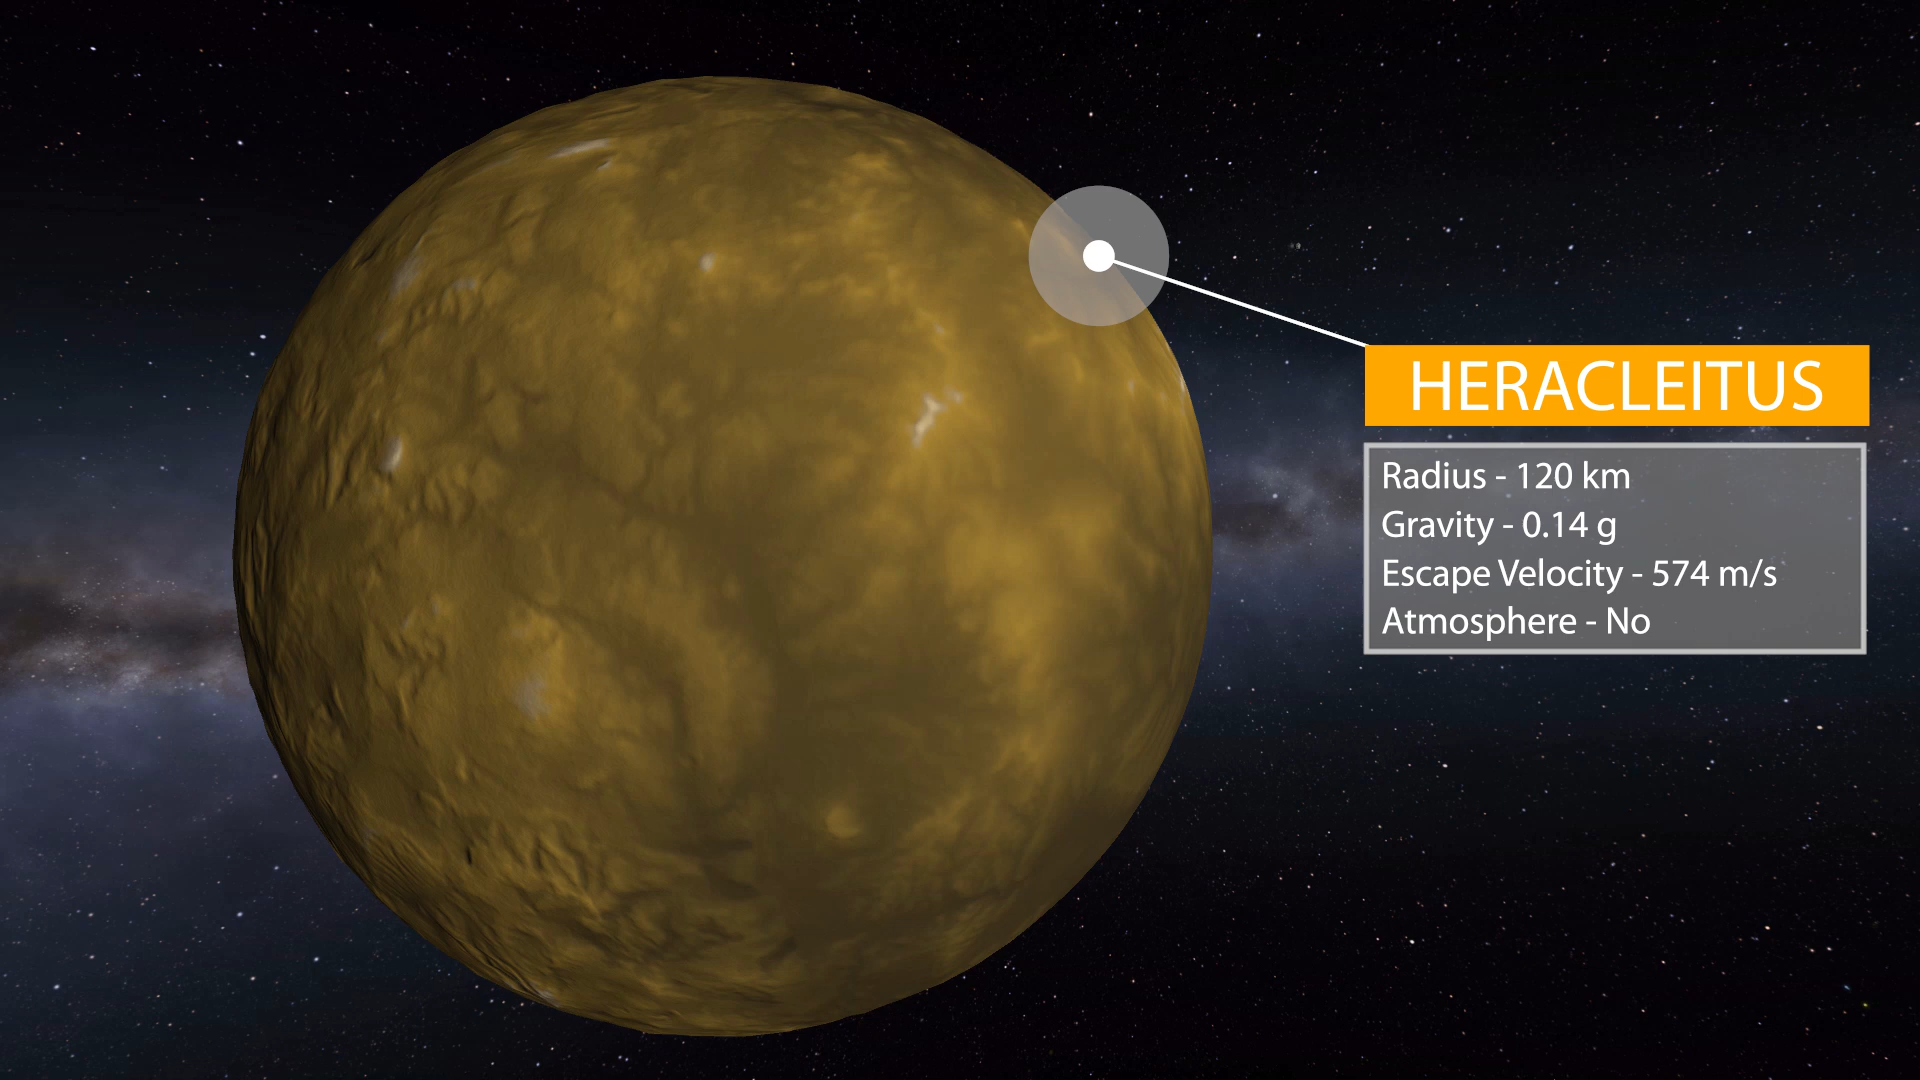 HERACLEITUS
Radius - 120 km
Gravity - 0.14 g
Escape Velocity - 574 m/s
Atmosphere - No